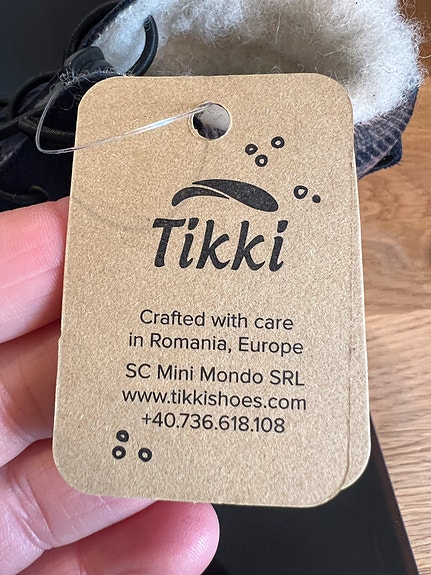 Tikki
Crafted with care
in Romania, Europe
SC Mini Mondo SRL
www.tikkishoes.com
+40.736.618.108